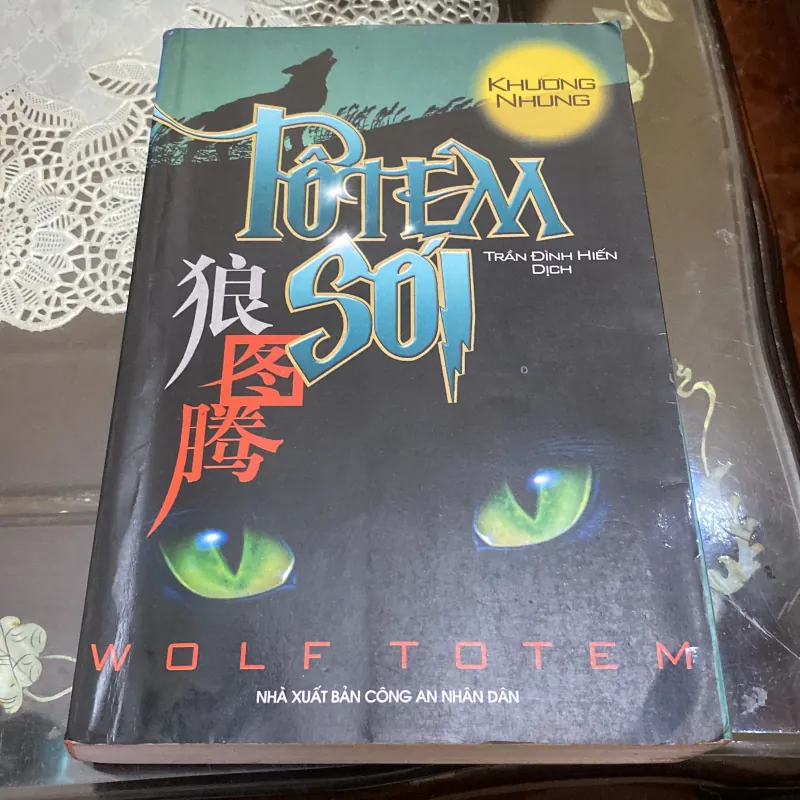 KHƯƠNG
NHUNG
TÔTEM
SÓI
TRẦN ĐÌNH HIẾN
DỊCH
狼
图
腾
WOLF TOTEM
NHÀ XUẤT BẢN CÔNG AN NHÂN DÂN